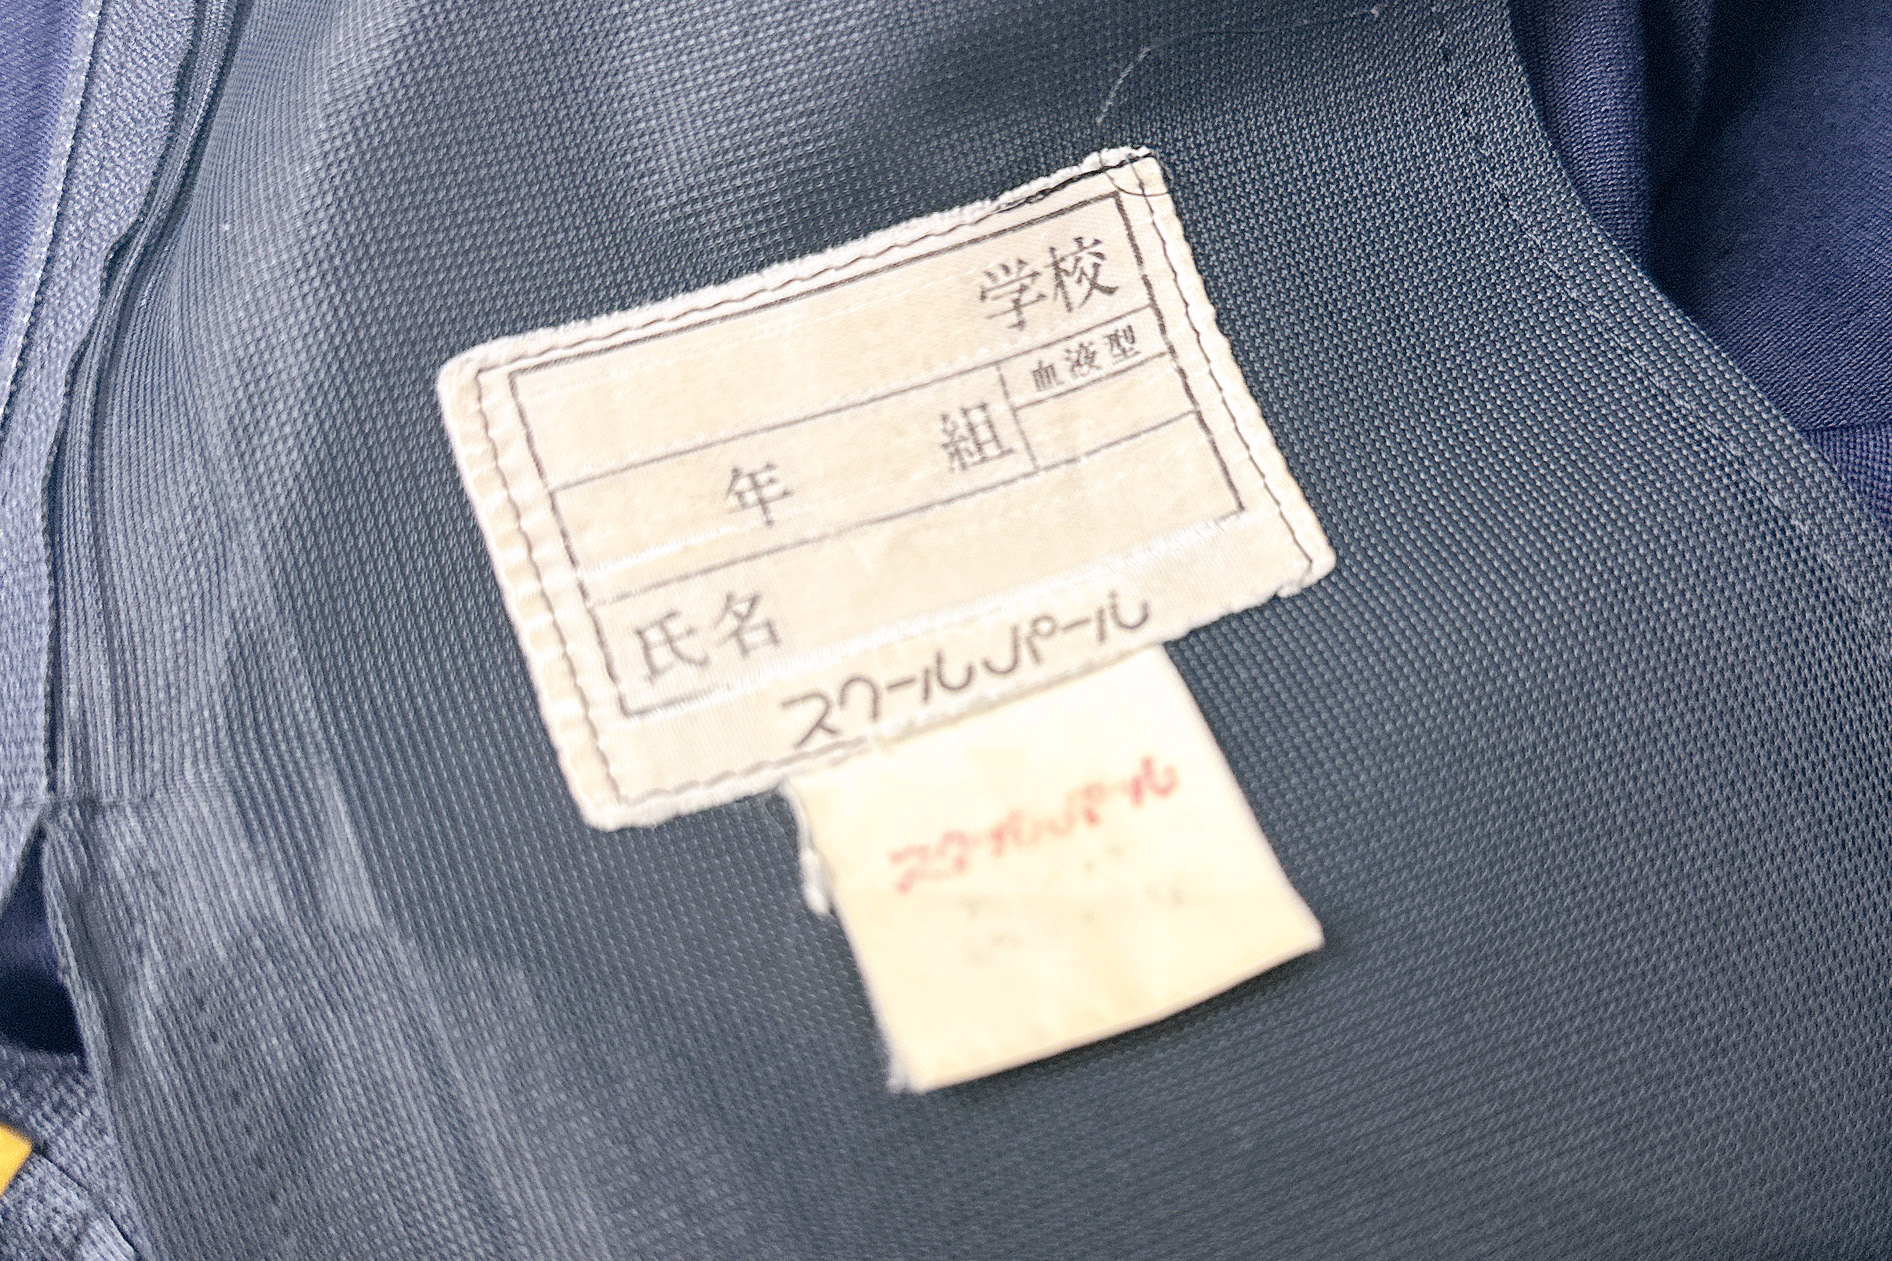 学校
年 組 血液型
氏名
スクールパール
スクールパール